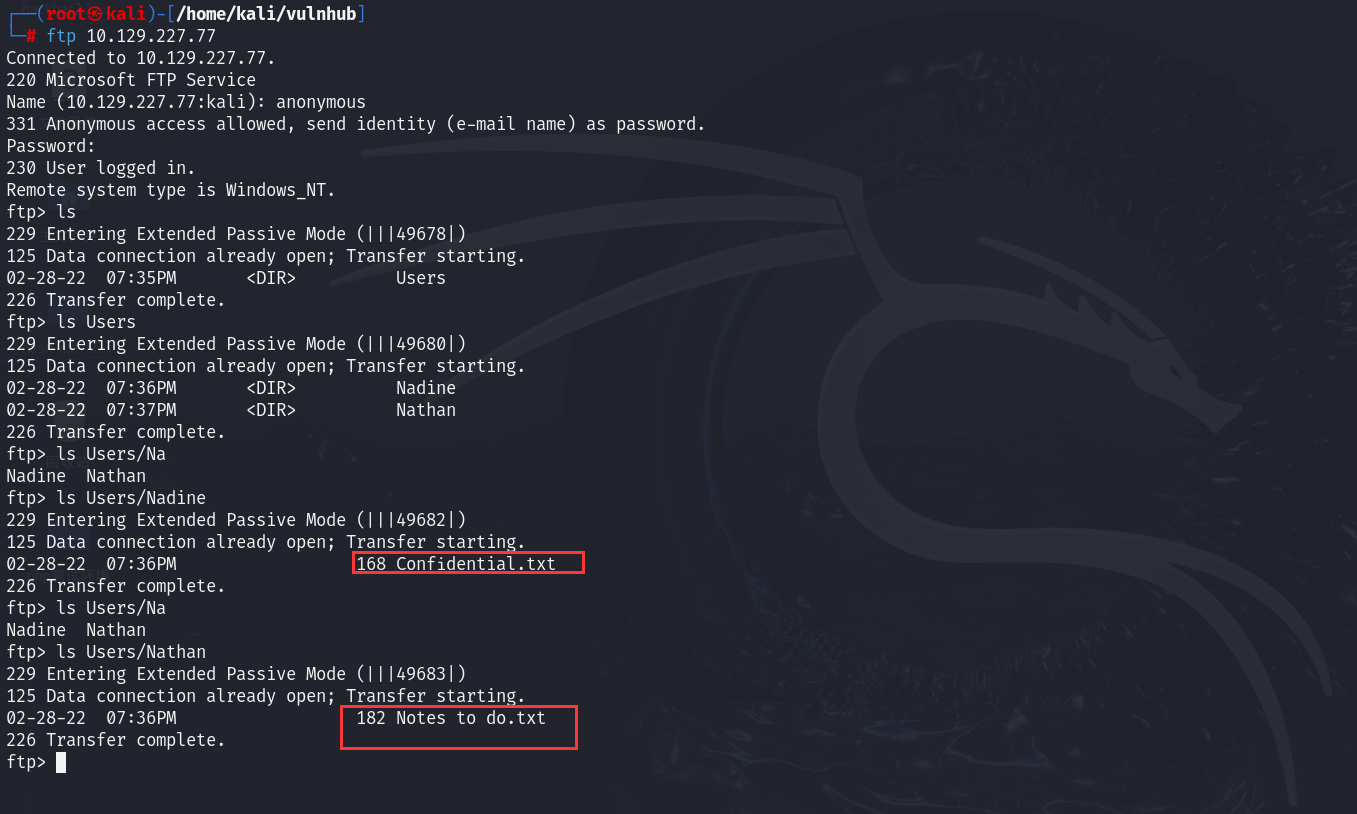 ┌──(root㉿kali)-[/home/kali/vulnhub]
└─# ftp 10.129.227.77
Connected to 10.129.227.77.
220 Microsoft FTP Service
Name (10.129.227.77:kali): anonymous
331 Anonymous access allowed, send identity (e-mail name) as password.
Password:
230 User logged in.
Remote system type is Windows_NT.
ftp> ls
229 Entering Extended Passive Mode (|||49678|)
125 Data connection already open; Transfer starting.
02-28-22  07:35PM       <DIR>          Users
226 Transfer complete.
ftp> ls Users
229 Entering Extended Passive Mode (|||49680|)
125 Data connection already open; Transfer starting.
02-28-22  07:36PM       <DIR>          Nadine
02-28-22  07:37PM       <DIR>          Nathan
226 Transfer complete.
ftp> ls Users/Na
Nadine  Nathan
ftp> ls Users/Nadine
229 Entering Extended Passive Mode (|||49682|)
125 Data connection already open; Transfer starting.
02-28-22  07:36PM                  168 Confidential.txt
226 Transfer complete.
ftp> ls Users/Na
Nadine  Nathan
ftp> ls Users/Nathan
229 Entering Extended Passive Mode (|||49683|)
125 Data connection already open; Transfer starting.
02-28-22  07:36PM                  182 Notes to do.txt
226 Transfer complete.
ftp>